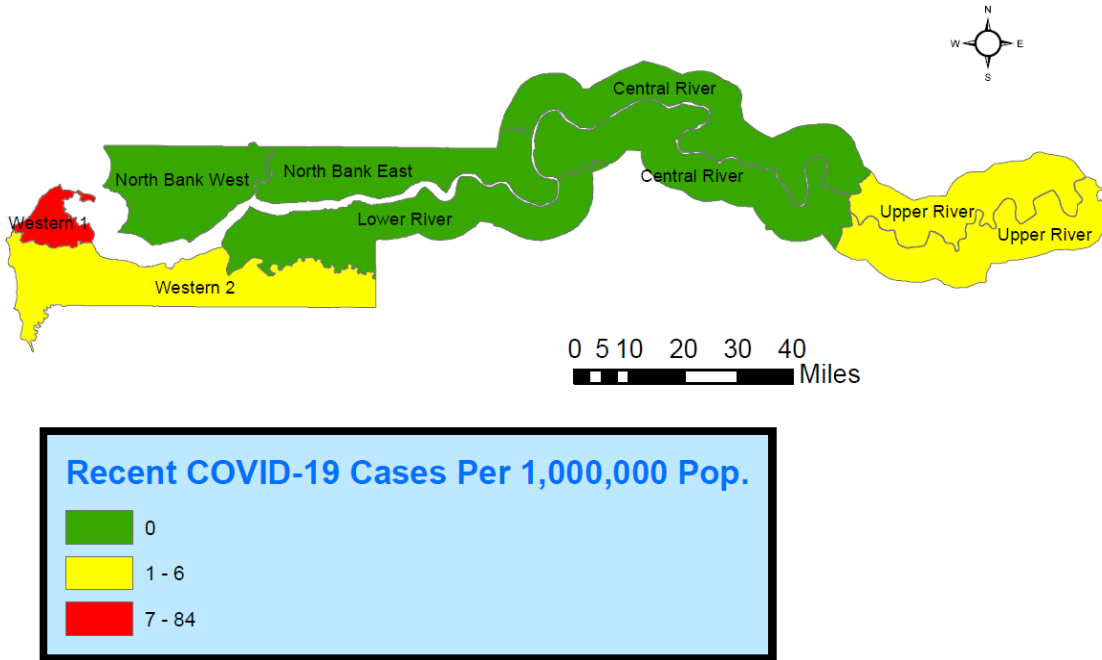 N
W E
S
Central River
North Bank West
North Bank East
Central River
Western 1
Lower River
Upper River
Upper River
Western 2
0 5 10 20 30 40
Miles
Recent COVID-19 Cases Per 1,000,000 Pop.
0
1 - 6
7 - 84